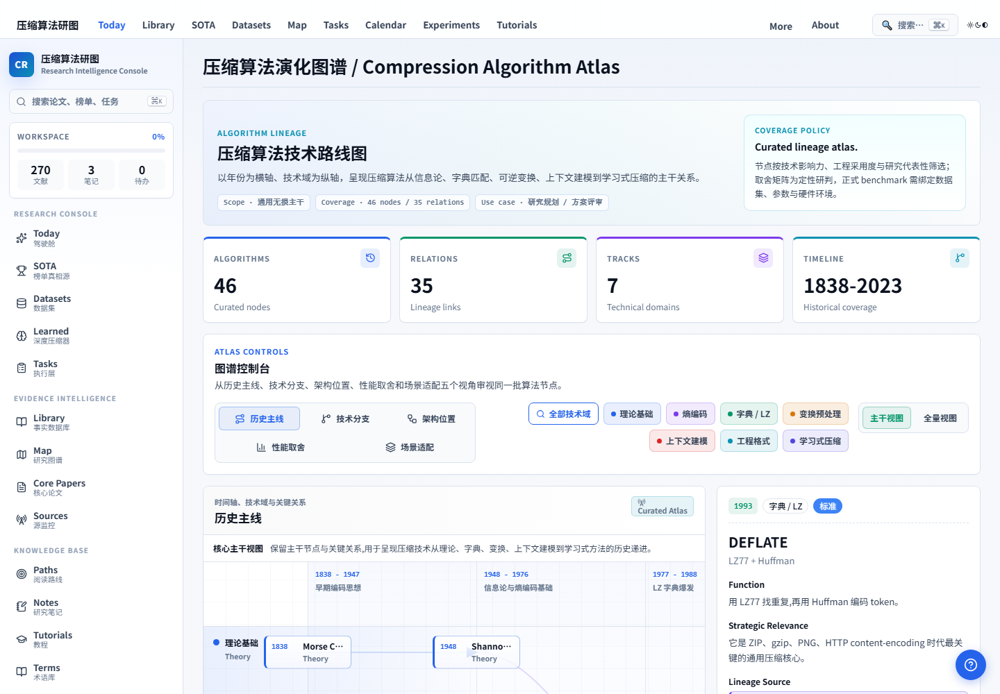 压缩算法研图
Today
Library
SOTA
Datasets
Map
Tasks
Calendar
Experiments
Tutorials
More
About
搜索…
⌘K
CR
压缩算法研图
Research Intelligence Console
搜索论文、榜单、任务
⌘K
WORKSPACE
0%
270
文献
3
笔记
0
待办
RESEARCH CONSOLE
Today
驾驶舱
SOTA
榜单真相源
Datasets
数据集
Learned
深度压缩器
Tasks
执行层
EVIDENCE INTELLIGENCE
Library
事实数据库
Map
研究图谱
Core Papers
核心论文
Sources
源监控
KNOWLEDGE BASE
Paths
阅读路线
Notes
研究笔记
Tutorials
教程
Terms
术语库
压缩算法演化图谱 / Compression Algorithm Atlas
ALGORITHM LINEAGE
压缩算法技术路线图
以年份为横轴、技术域为纵轴，呈现压缩算法从信息论、字典匹配、可逆变换、上下文建模到学习式压缩的主干关系。
Scope · 通用无损主干
Coverage · 46 nodes / 35 relations
Use case · 研究规划 / 方案评审
COVERAGE POLICY
Curated lineage atlas.
节点按技术影响力、工程采用度与研究代表性筛选；
取舍矩阵为定性研判，正式 benchmark 需绑定数据
集、参数与硬件环境。
ALGORITHMS
46
Curated nodes
RELATIONS
35
Lineage links
TRACKS
7
Technical domains
TIMELINE
1838-2023
Historical coverage
ATLAS CONTROLS
图谱控制台
从历史主线、技术分支、架构位置、性能取舍和场景适配五个视角审视同一批算法节点。
历史主线
技术分支
架构位置
性能取舍
场景适配
全部技术域
理论基础
熵编码
字典 / LZ
变换预处理
上下文建模
工程格式
学习式压缩
主干视图
全量视图
时间轴、技术域与关键关系
历史主线
Curated Atlas
核心主干视图
保留主干节点与关键关系,用于呈现压缩技术从理论、字典、变换、上下文建模到学习式方法的历史递进。
1838 - 1947
早期编码思想
1948 - 1976
信息论与熵编码基础
1977 - 1988
LZ 字典爆发
理论基础
Theory
1838
Morse C…
Theory
1948
Shanno…
Theory
1993
字典 / LZ
标准
DEFLATE
LZ77 + Huffman
Function
用 LZ77 找重复,再用 Huffman 编码 token。
Strategic Relevance
它是 ZIP、gzip、PNG、HTTP content-encoding 时代最关
键的通用压缩核心。
Lineage Source